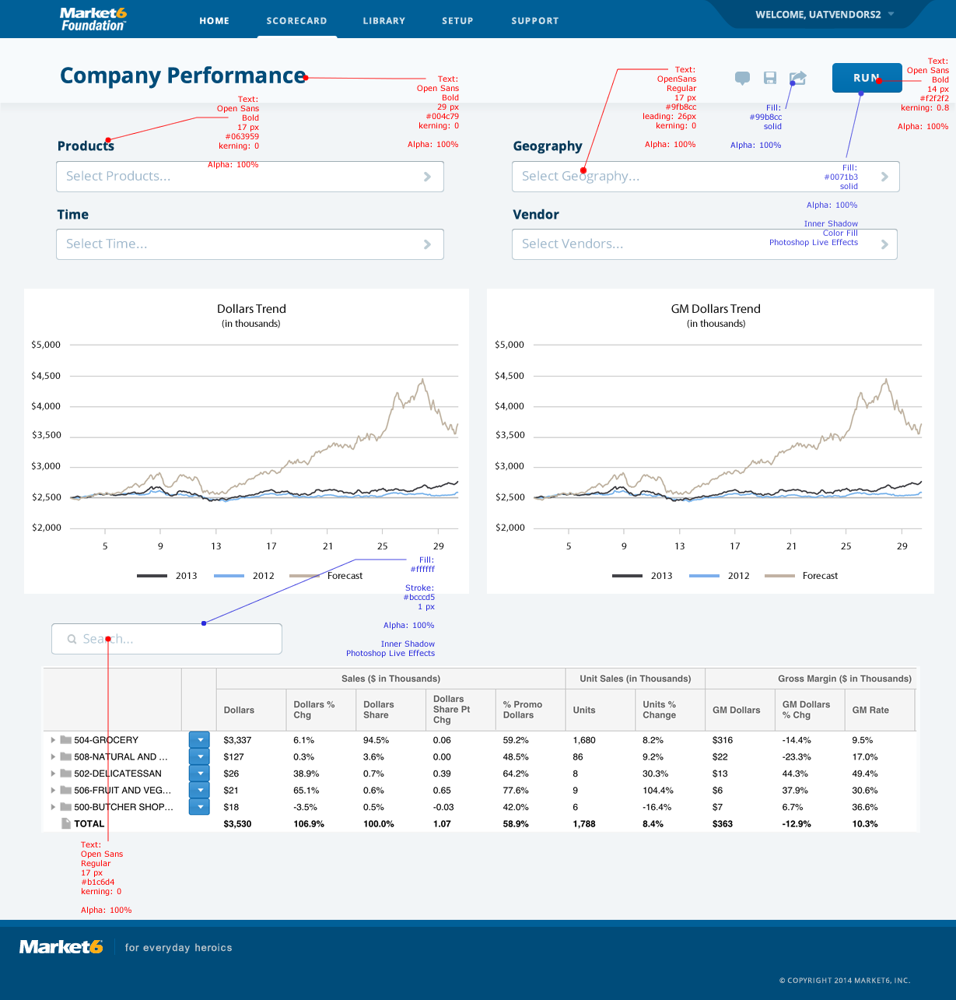 Market6
Foundation™
HOME SCORECARD LIBRARY SETUP SUPPORT
WELCOME, UATVENDORS2
Company Performance
RUN
Text:
Open Sans
Bold
29 px
#004c79
kerning: 0
Alpha: 100%
Text:
OpenSans
Regular
17 px
#9fb8cc
leading: 26px
kerning: 0
Alpha: 100%
Fill:
#99b8cc
solid
Alpha: 100%
Text:
Open Sans
Bold
14 px
#f2f2f2
kerning: 0.8
Alpha: 100%
Text:
Open Sans
Bold
17 px
#063959
kerning: 0
Alpha: 100%
Products
Select Products...
Geography
Select Geography...
Fill:
#0071b3
solid
Alpha: 100%
Inner Shadow
Color Fill
Photoshop Live Effects
Time
Select Time...
Vendor
Select Vendors...
Dollars Trend
(in thousands)
$5,000
$4,500
$4,000
$3,500
$3,000
$2,500
$2,000
5 9 13 17 21 25 29
2013 2012 Forecast
GM Dollars Trend
(in thousands)
$5,000
$4,500
$4,000
$3,500
$3,000
$2,500
$2,000
5 9 13 17 21 25 29
2013 2012 Forecast
Fill:
#ffffff
Stroke:
#bcccd5
1 px
Alpha: 100%
Inner Shadow
Photoshop Live Effects
Search...
Sales ($ in Thousands) Unit Sales (in Thousands) Gross Margin ($ in Thousands)
Dollars Dollars % Chg Dollars Share Dollars Share Pt Chg % Promo Dollars Units Units % Change GM Dollars GM Dollars % Chg GM Rate
504-GROCERY $3,337 6.1% 94.5% 0.06 59.2% 1,680 8.2% $316 -14.4% 9.5%
508-NATURAL AND ... $127 0.3% 3.6% 0.00 48.5% 86 9.2% $22 -23.3% 17.0%
502-DELICATESSAN $26 38.9% 0.7% 0.39 64.2% 8 30.3% $13 44.3% 49.4%
506-FRUIT AND VEG... $21 65.1% 0.6% 0.65 77.6% 9 104.4% $6 37.9% 30.6%
500-BUTCHER SHOP... $18 -3.5% 0.5% -0.03 42.0% 6 -16.4% $7 6.7% 36.6%
TOTAL $3,530 106.9% 100.0% 1.07 58.9% 1,788 8.4% $363 -12.9% 10.3%
Text:
Open Sans
Regular
17 px
#b1c6d4
kerning: 0
Alpha: 100%
Market6 for everyday heroics
© COPYRIGHT 2014 MARKET6, INC.